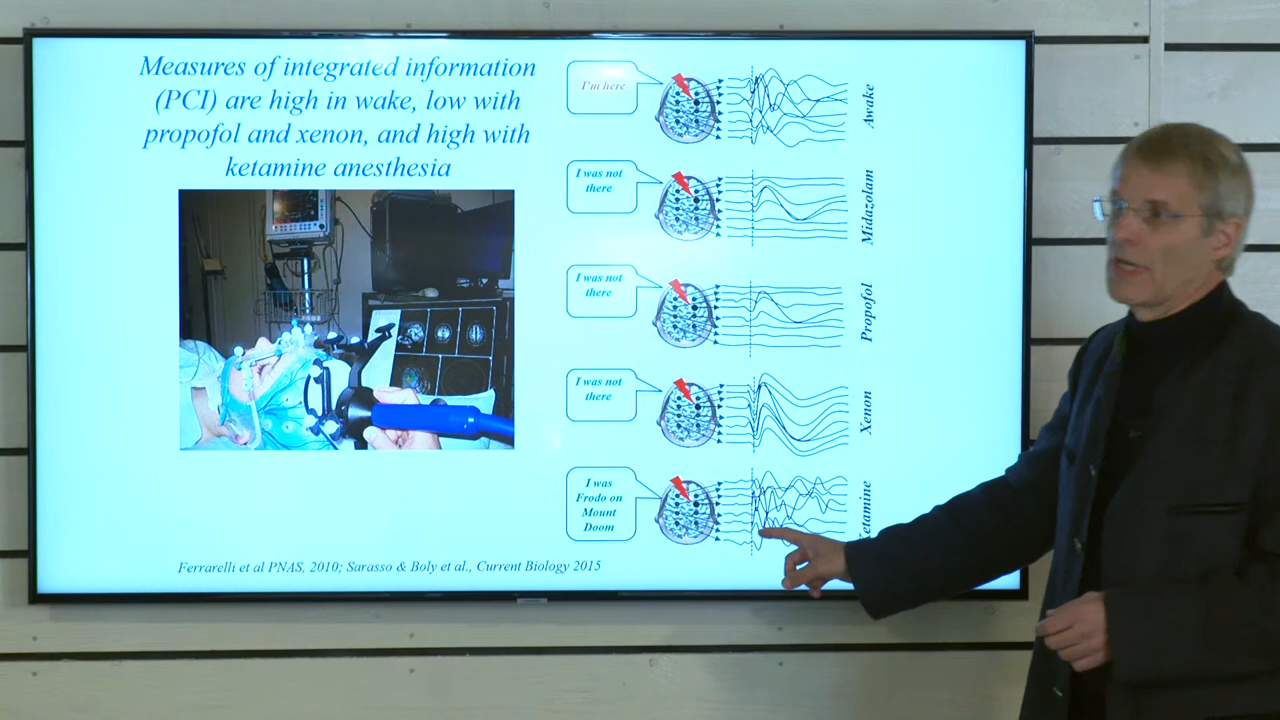 Measures of integrated information
(PCI) are high in wake, low with
propofol and xenon, and high with
ketamine anesthesia
I'm here
Awake
I was not
there
Midazolam
I was not
there
Propofol
I was not
there
Xenon
I was
Frodo on
Mount
Doom
etamine
Ferrarelli et al PNAS, 2010; Sarasso & Boly et al., Current Biology 2015